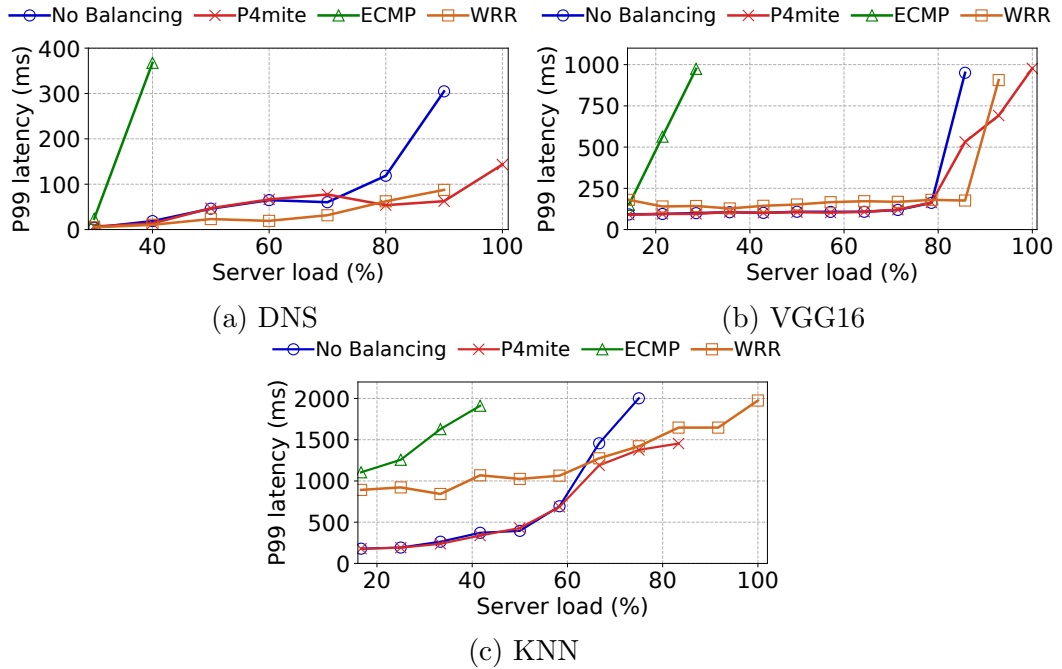 No Balancing P4mite ECMP WRR
No Balancing P4mite ECMP WRR
P99 latency (ms)
400
300
200
100
0
40 60 80 100
Server load (%)
(a) DNS
P99 latency (ms)
1000
750
500
250
0
20 40 60 80 100
Server load (%)
(b) VGG16
No Balancing P4mite ECMP WRR
P99 latency (ms)
2000
1500
1000
500
0
20 40 60 80 100
Server load (%)
(c) KNN